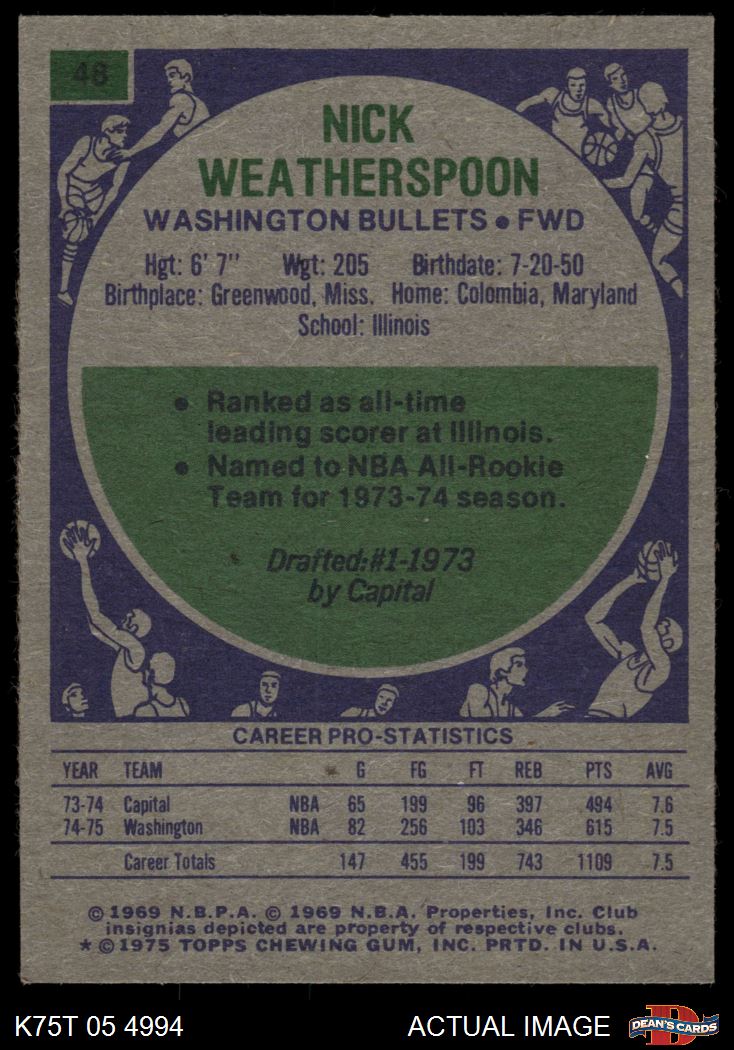 48
NICK
WEATHERSPOON
WASHINGTON BULLETS • FWD
Hgt: 6' 7" Wgt: 205 Birthdate: 7-20-50
Birthplace: Greenwood, Miss. Home: Colombia, Maryland
School: Illinois
• Ranked as all-time
leading scorer at Illinois.
• Named to NBA All-Rookie
Team for 1973-74 season.
Drafted:#1-1973
by Capital
CAREER PRO-STATISTICS
YEAR TEAM G FG FT REB PTS AVG
73-74 Capital NBA 65 199 96 397 494 7.6
74-75 Washington NBA 82 256 103 346 615 7.5
Career Totals 147 455 199 743 1109 7.5
© 1969 N.B.P.A. © 1969 N.B.A. Properties, Inc. Club
insignias depicted are property of respective clubs.
* © 1975 TOPPS CHEWING GUM, INC. PRTD. IN U.S.A.
K75T 05 4994 ACTUAL IMAGE DEAN'S CARDS